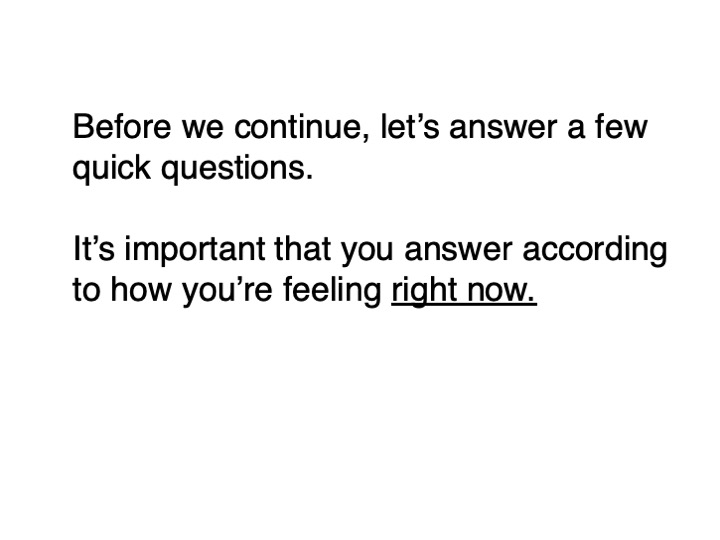 Before we continue, let’s answer a few
quick questions.
It’s important that you answer according
to how you’re feeling right now.